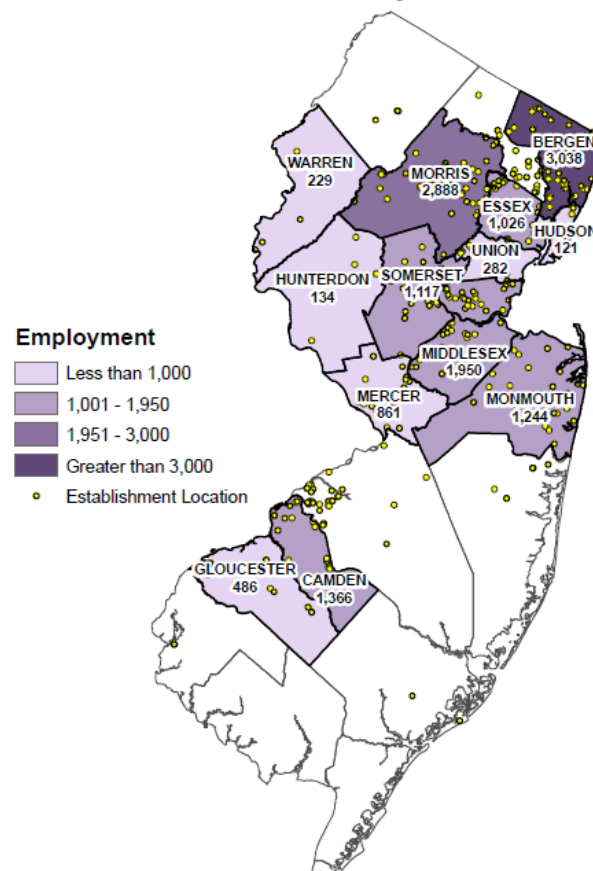 BERGEN
3,038
WARREN
229
MORRIS
2,888
ESSEX
1,026
HUDSON
121
UNION
282
HUNTERDON
134
SOMERSET
1,117
Employment
Less than 1,000
1,001 - 1,950
1,951 - 3,000
Greater than 3,000
Establishment Location
MIDDLESEX
1,950
MERCER
861
MONMOUTH
1,244
GLOUCESTER
486
CAMDEN
1,366